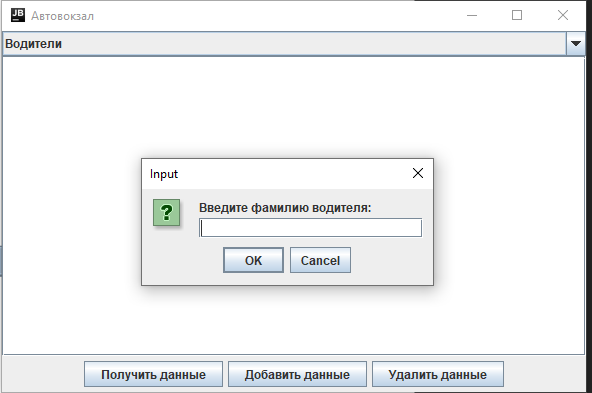 JB Автовокзал
Водители
Input
?
Введите фамилию водителя:
OK Cancel
Получить данные Добавить данные Удалить данные